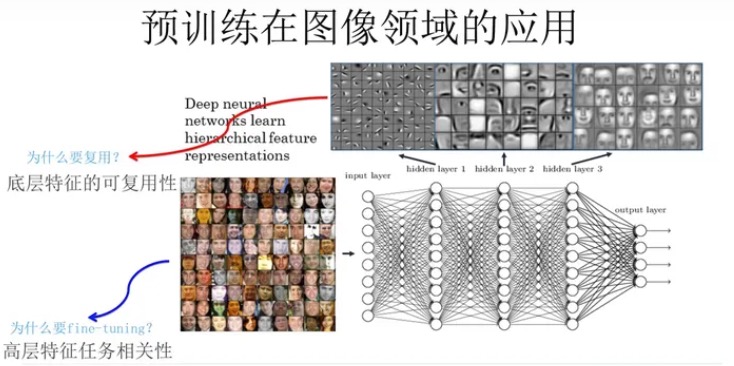 预训练在图像领域的应用
Deep neural
networks learn
hierarchical feature
representations
为什么要复用？
底层特征的可复用性
hidden layer 1 hidden layer 2 hidden layer 3
input layer
output layer
为什么要fine-tuning？
高层特征任务相关性